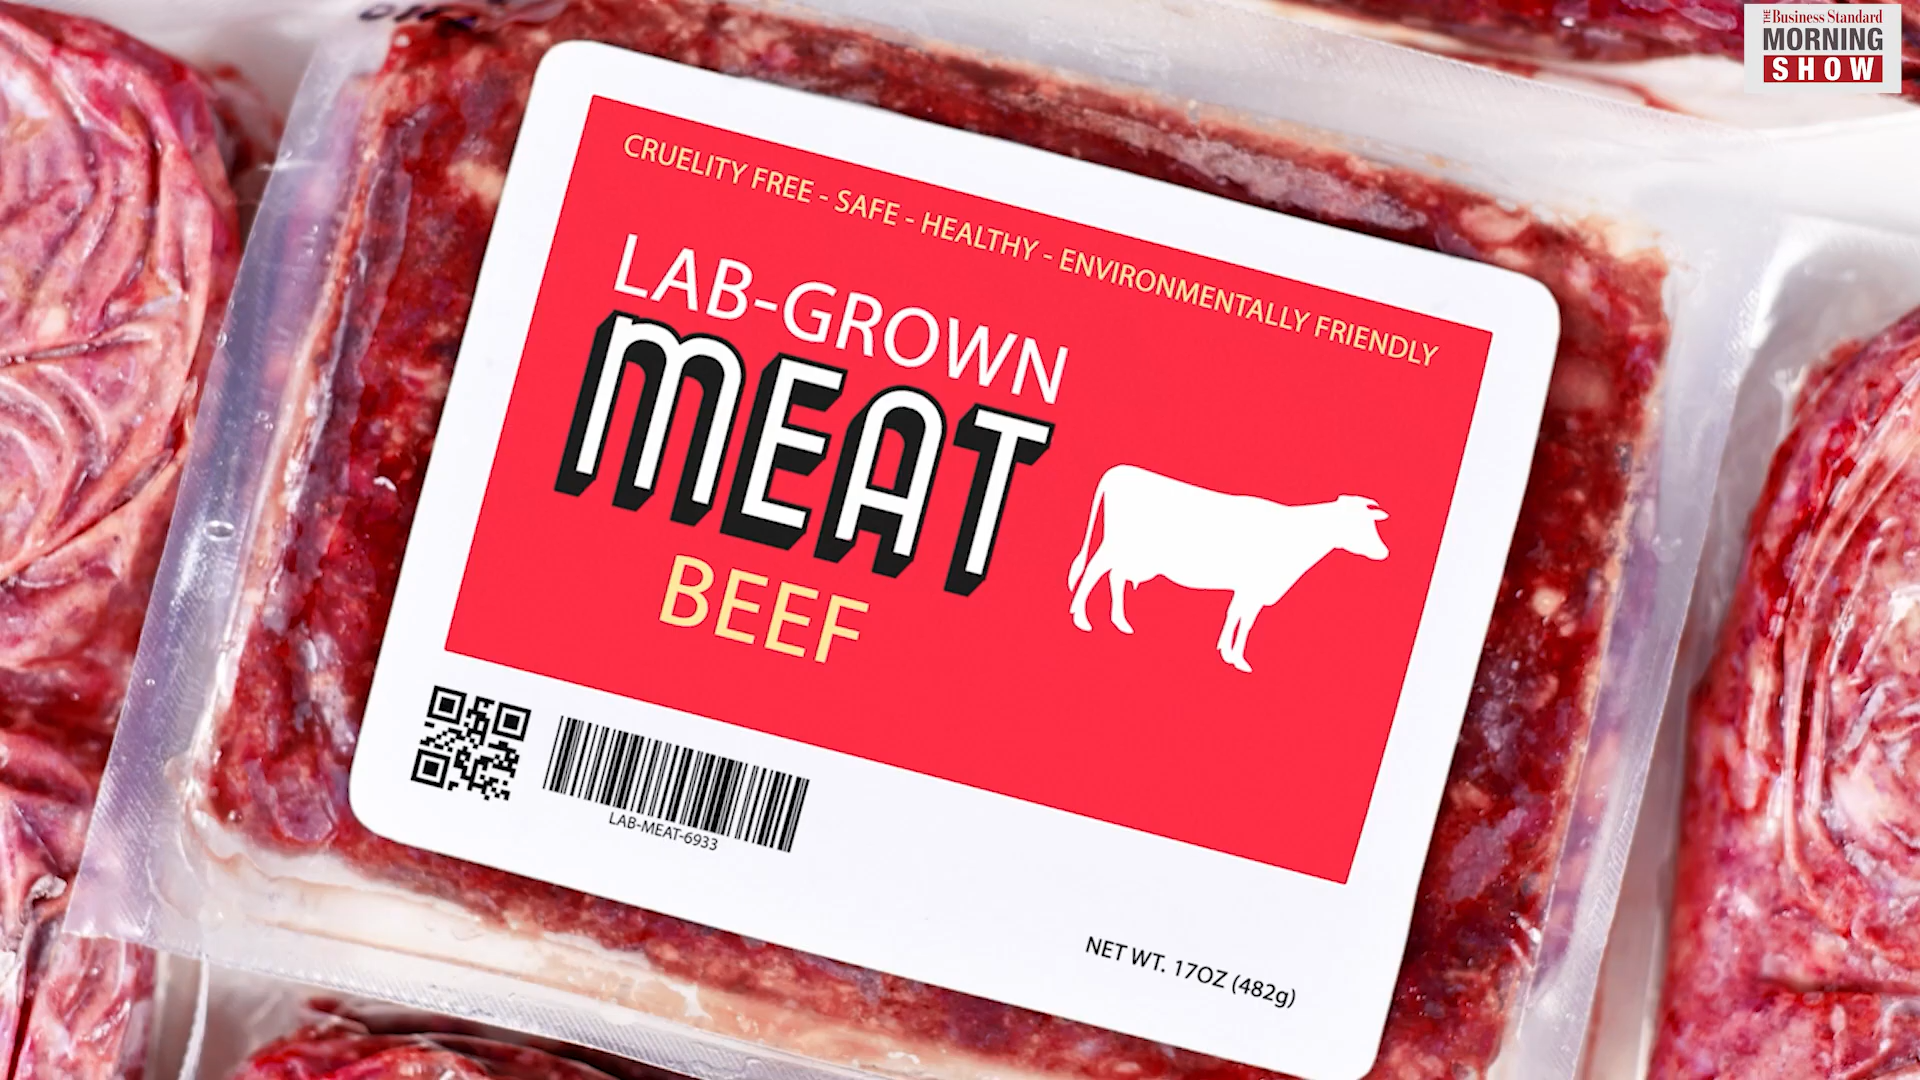 THE Business Standard
MORNING
SHOW
CRUELITY FREE - SAFE - HEALTHY - ENVIRONMENTALLY FRIENDLY
LAB-GROWN
MEAT
BEEF
LAB-MEAT-6933
NET WT. 17OZ (482g)